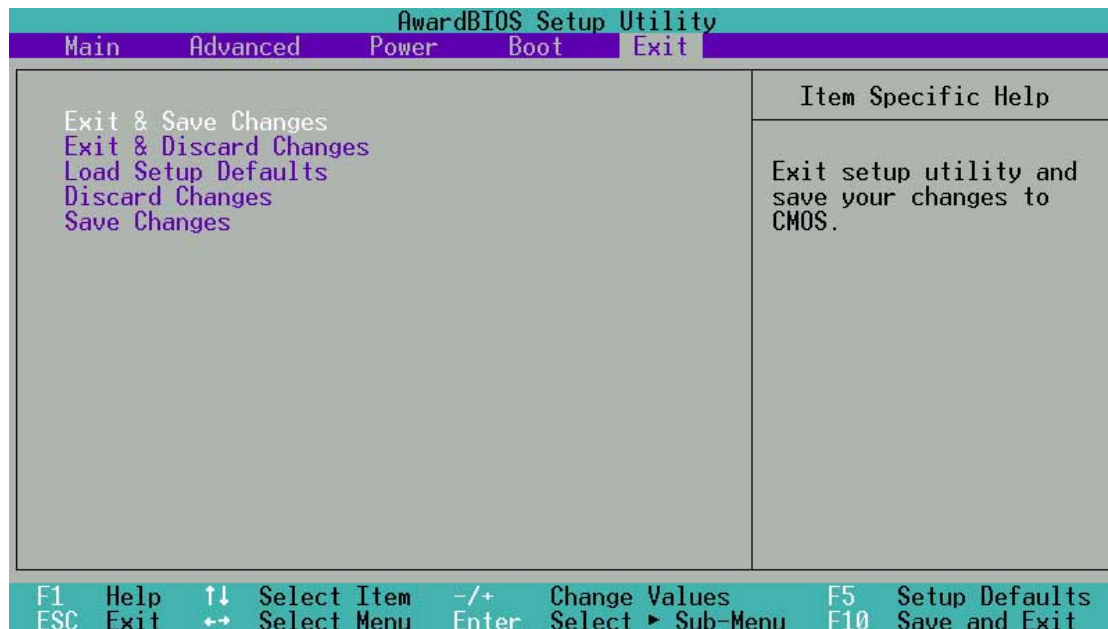 AwardBIOS Setup Utility
Main Advanced Power Boot Exit
Exit & Save Changes
Exit & Discard Changes
Load Setup Defaults
Discard Changes
Save Changes
Item Specific Help
Exit setup utility and
save your changes to
CMOS.
F1 Help ↑↓ Select Item -/+ Change Values F5 Setup Defaults
ESC Exit ←→ Select Menu Enter Select ► Sub-Menu F10 Save and Exit